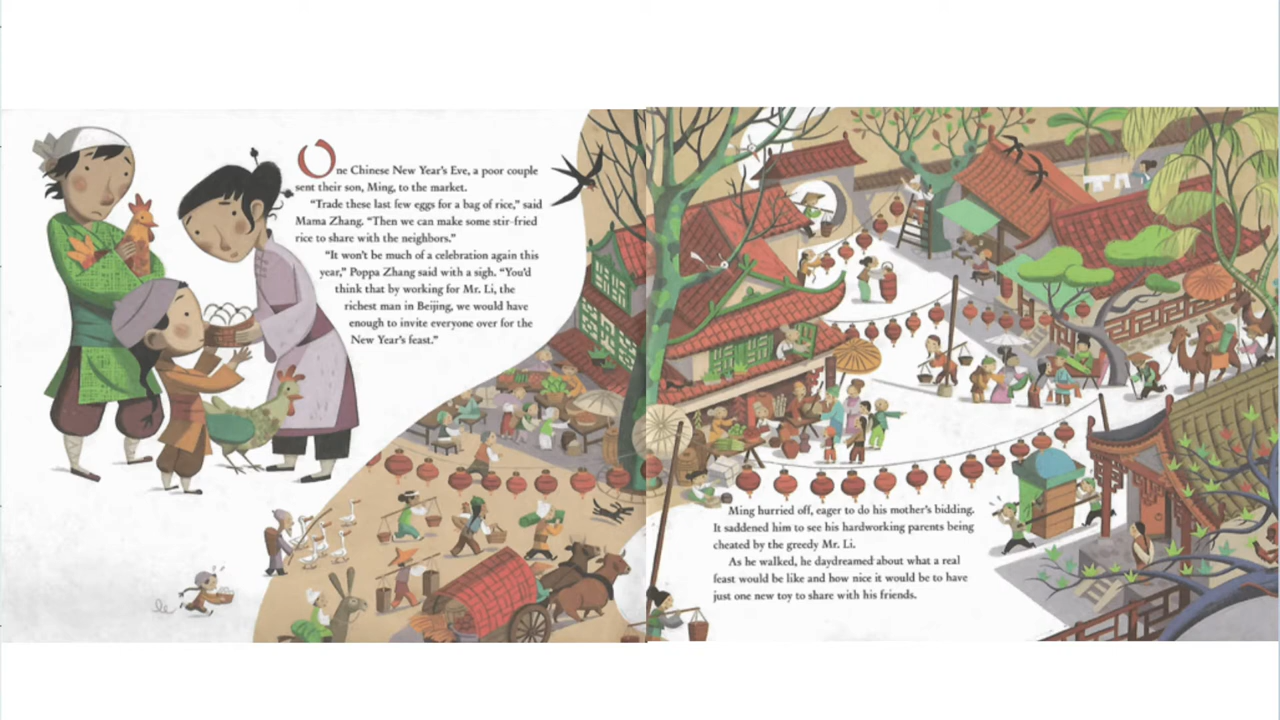 One Chinese New Year's Eve, a poor couple
sent their son, Ming, to the market.
"Trade these last few eggs for a bag of rice," said
Mama Zhang. "Then we can make some stir-fried
rice to share with the neighbors."
"It won't be much of a celebration again this
year," Poppa Zhang said with a sigh. "You'd
think that by working for Mr. Li, the
richest man in Beijing, we would have
enough to invite everyone over for the
New Year's feast."
Ming hurried off, eager to do his mother's bidding.
It saddened him to see his hardworking parents being
cheated by the greedy Mr. Li.
As he walked, he daydreamed about what a real
feast would be like and how nice it would be to have
just one new toy to share with his friends.